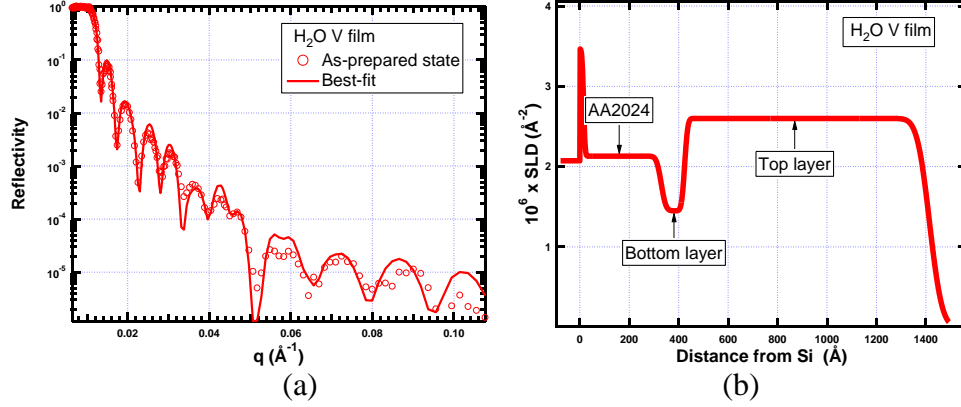 10⁰
10⁻¹
10⁻²
10⁻³
10⁻⁴
10⁻⁵
Reflectivity
H₂O V film
As-prepared state
Best-fit
0.02
0.04
0.06
0.08
0.10
q (Å⁻¹)
(a)
4
3
2
1
10⁶ x SLD (Å⁻²)
H₂O V film
AA2024
Top layer
Bottom layer
0
200
400
600
800
1000
1200
1400
Distance from Si (Å)
(b)